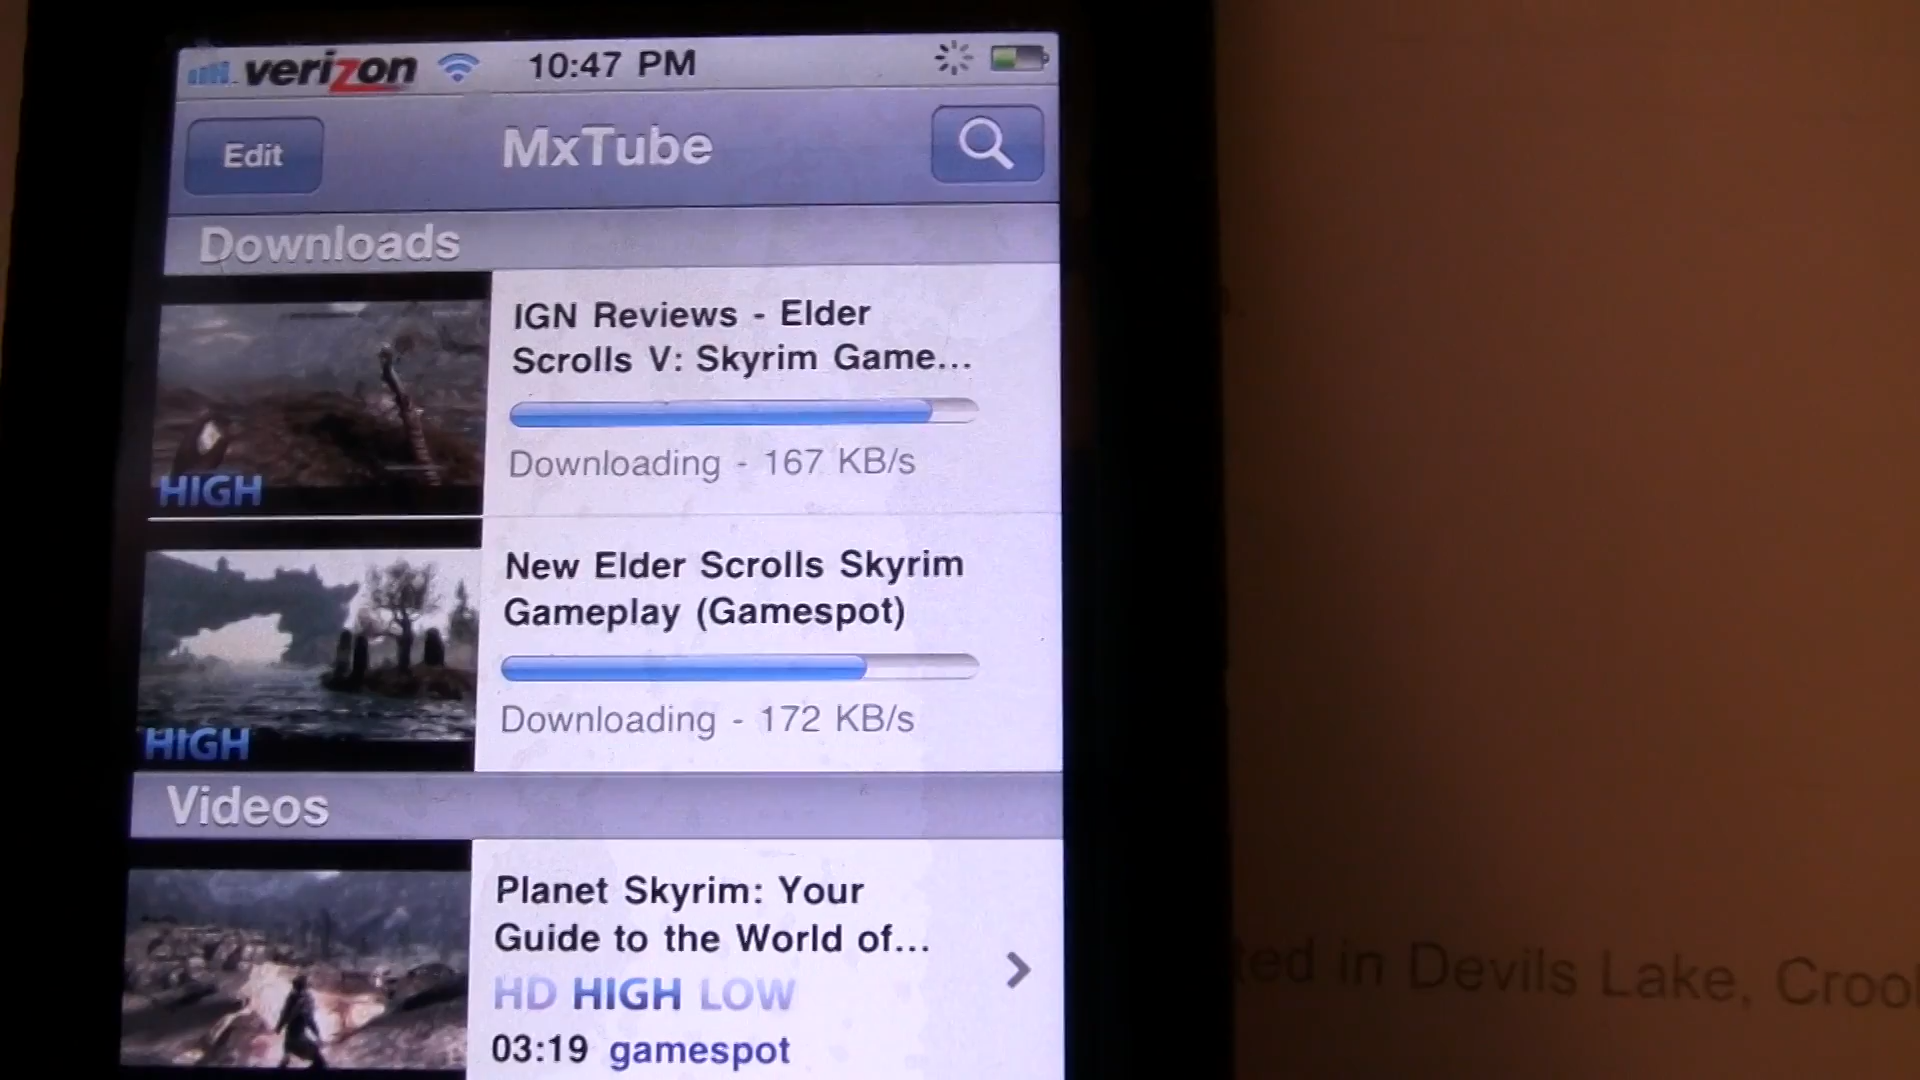 verizon 10:47 PM
Edit MxTube
Downloads
IGN Reviews - Elder
Scrolls V: Skyrim Game...
Downloading - 167 KB/s
HIGH
New Elder Scrolls Skyrim
Gameplay (Gamespot)
Downloading - 172 KB/s
HIGH
Videos
Planet Skyrim: Your
Guide to the World of...
HD HIGH LOW
03:19 gamespot
ted in Devils Lake, Crool